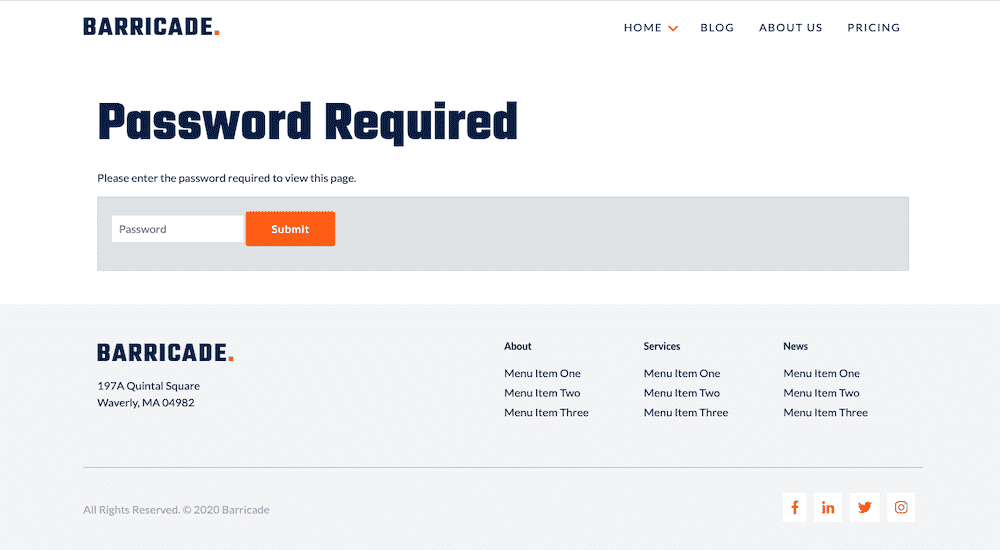 BARRICADE.
HOME BLOG ABOUT US PRICING
Password Required
Please enter the password required to view this page.
Password Submit
BARRICADE.
197A Quintal Square
Waverly, MA 04982
About
Menu Item One
Menu Item Two
Menu Item Three
Services
Menu Item One
Menu Item Two
Menu Item Three
News
Menu Item One
Menu Item Two
Menu Item Three
All Rights Reserved. © 2020 Barricade